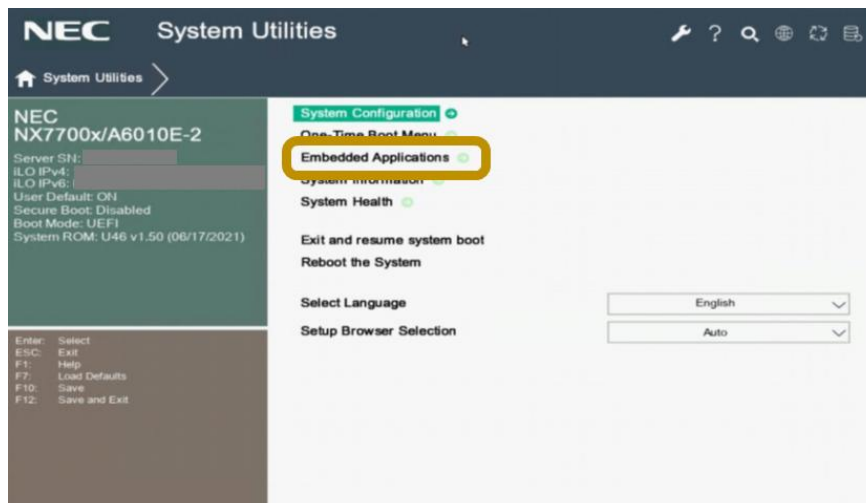 NEC System Utilities
System Utilities
NEC
NX7700x/A6010E-2
Server SN:
iLO IPv4:
iLO IPv6:
User Default: ON
Secure Boot: Disabled
Boot Mode: UEFI
System ROM: U46 v1.50 (06/17/2021)
Enter: Select
ESC: Exit
F1: Help
F7: Load Defaults
F10: Save
F12: Save and Exit
System Configuration
One-Time Boot Menu
Embedded Applications
System Information
System Health
Exit and resume system boot
Reboot the System
Select Language English
Setup Browser Selection Auto